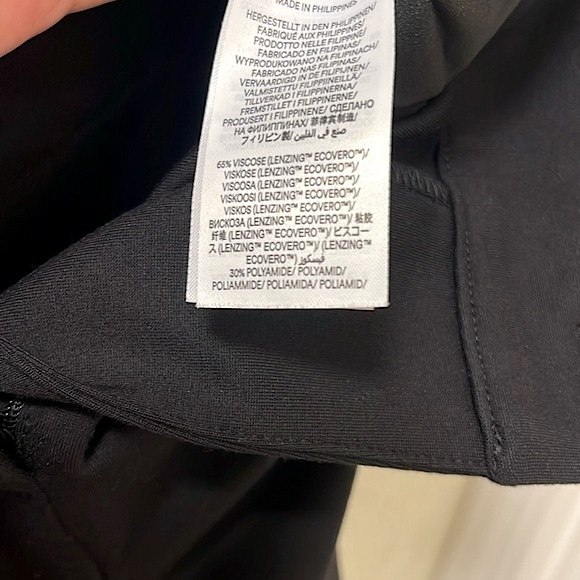 MADE IN PHILIPPINES/
HERGESTELLT IN DEN PHILIPPINEN/
FABRIQUÉ AUX PHILIPPINES/
PRODOTTO NELLE FILIPPINE/
FABRICADO EN FILIPINAS/
WYPRODUKOWANO NA FILIPINACH/
FABRICADO NAS FILIPINAS/
VERVAARDIGD IN DE FILIPIJNEN/
VALMISTETTU FILIPPIINEILLÄ/
TILLVERKAD I FILIPPINERNA/
FREMSTILLET I FILIPPINERNE/
PRODUSERT I FILIPPINENE/ СДЕЛАНО
НА ФИЛИППИНАХ/ 菲律宾制造/
フィリピン製/ صنع في الفلبين
65% VISCOSE (LENZING™ ECOVERO™)/
VISKOSE (LENZING™ ECOVERO™)/
VISCOSA (LENZING™ ECOVERO™)/
VISKOOSI (LENZING™ ECOVERO™)/
VISKOS (LENZING™ ECOVERO™)/
ВИСКОЗА (LENZING™ ECOVERO™)/ 粘胶
纤维 (LENZING™ ECOVERO™)/ ビスコー
ス (LENZING™ ECOVERO™)/ (LENZING™
ECOVERO™) فيسكوز
30% POLYAMIDE/ POLYAMID/
POLIAMMIDE/ POLIAMIDA/ POLIAMID/